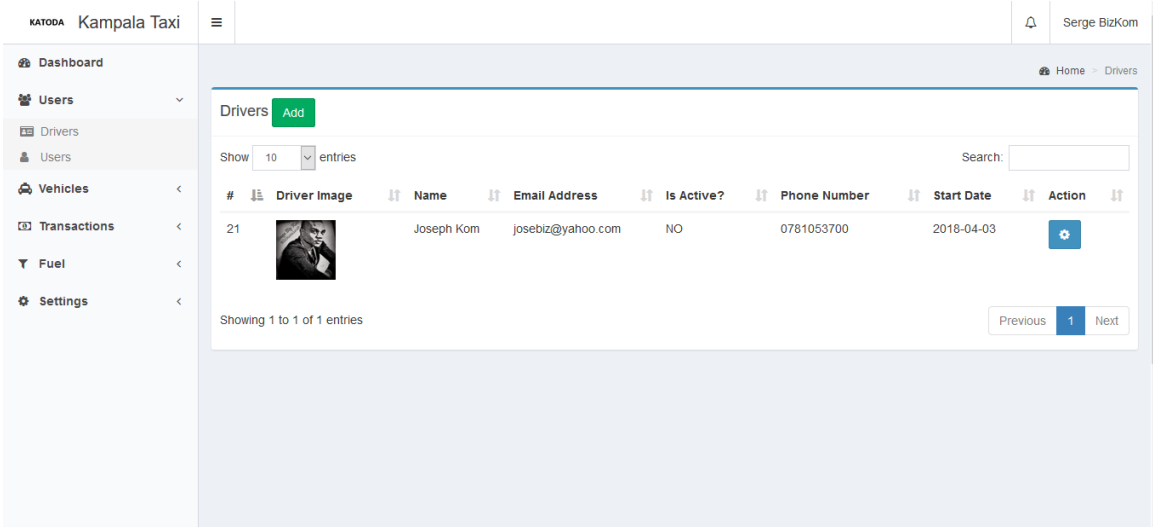 KATODA Kampala Taxi
Serge BizKom
Dashboard
Home > Drivers
Users
Drivers
Users
Vehicles
Transactions
Fuel
Settings
Drivers Add
Show 10 entries
Search:
# Driver Image Name Email Address Is Active? Phone Number Start Date Action
21 Joseph Kom josebiz@yahoo.com NO 0781053700 2018-04-03
Showing 1 to 1 of 1 entries
Previous 1 Next